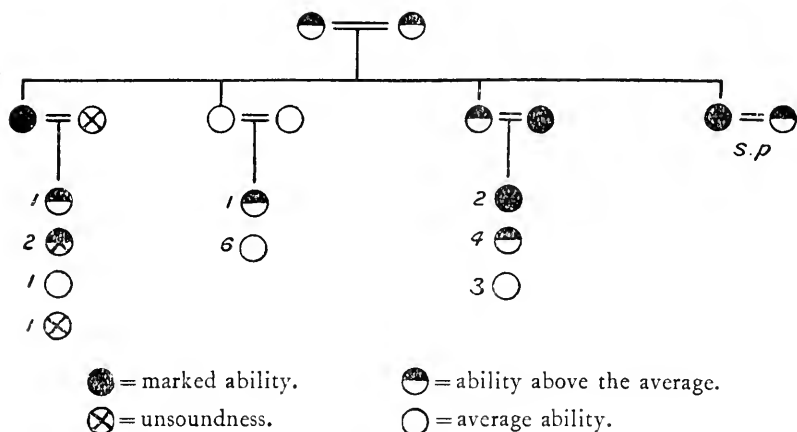 s.p
1
1
2
2
6
4
1
3
1
= marked ability.
= ability above the average.
= unsoundness.
= average ability.